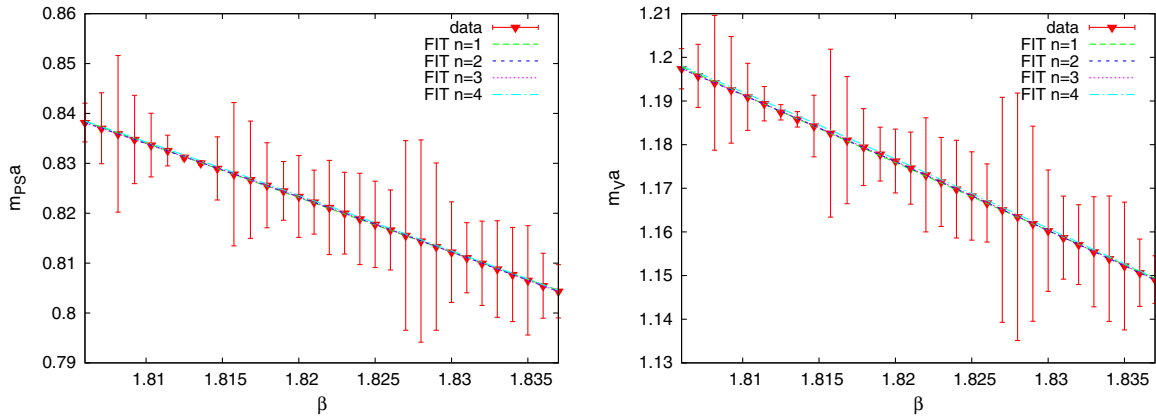 0.86
0.85
0.84
0.83
0.82
0.81
0.8
0.79
m_PS a
1.81 1.815 1.82 1.825 1.83 1.835
β
data
FIT n=1
FIT n=2
FIT n=3
FIT n=4
1.21
1.2
1.19
1.18
1.17
1.16
1.15
1.14
1.13
m_V a
1.81 1.815 1.82 1.825 1.83 1.835
β
data
FIT n=1
FIT n=2
FIT n=3
FIT n=4